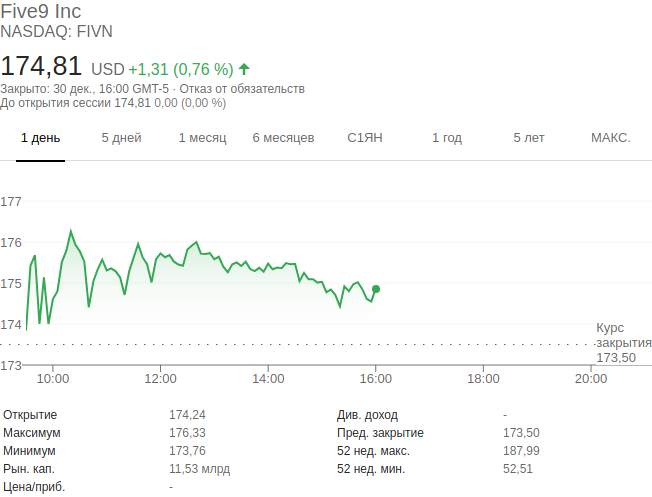 Five9 Inc
NASDAQ: FIVN
174,81 USD +1,31 (0,76 %)
Закрыто: 30 дек., 16:00 GMT-5 · Отказ от обязательств
До открытия сессии 174,81 0,00 (0,00 %)
1 день 5 дней 1 месяц 6 месяцев С1ЯН 1 год 5 лет МАКС.
177
176
175
174
Курс
закрытия
173,50
173
10:00 12:00 14:00 16:00 18:00 20:00
Открытие 174,24 Див. доход -
Максимум 176,33 Пред. закрытие 173,50
Минимум 173,76 52 нед. макс. 187,99
Рын. кап. 11,53 млрд 52 нед. мин. 52,51
Цена/приб. -